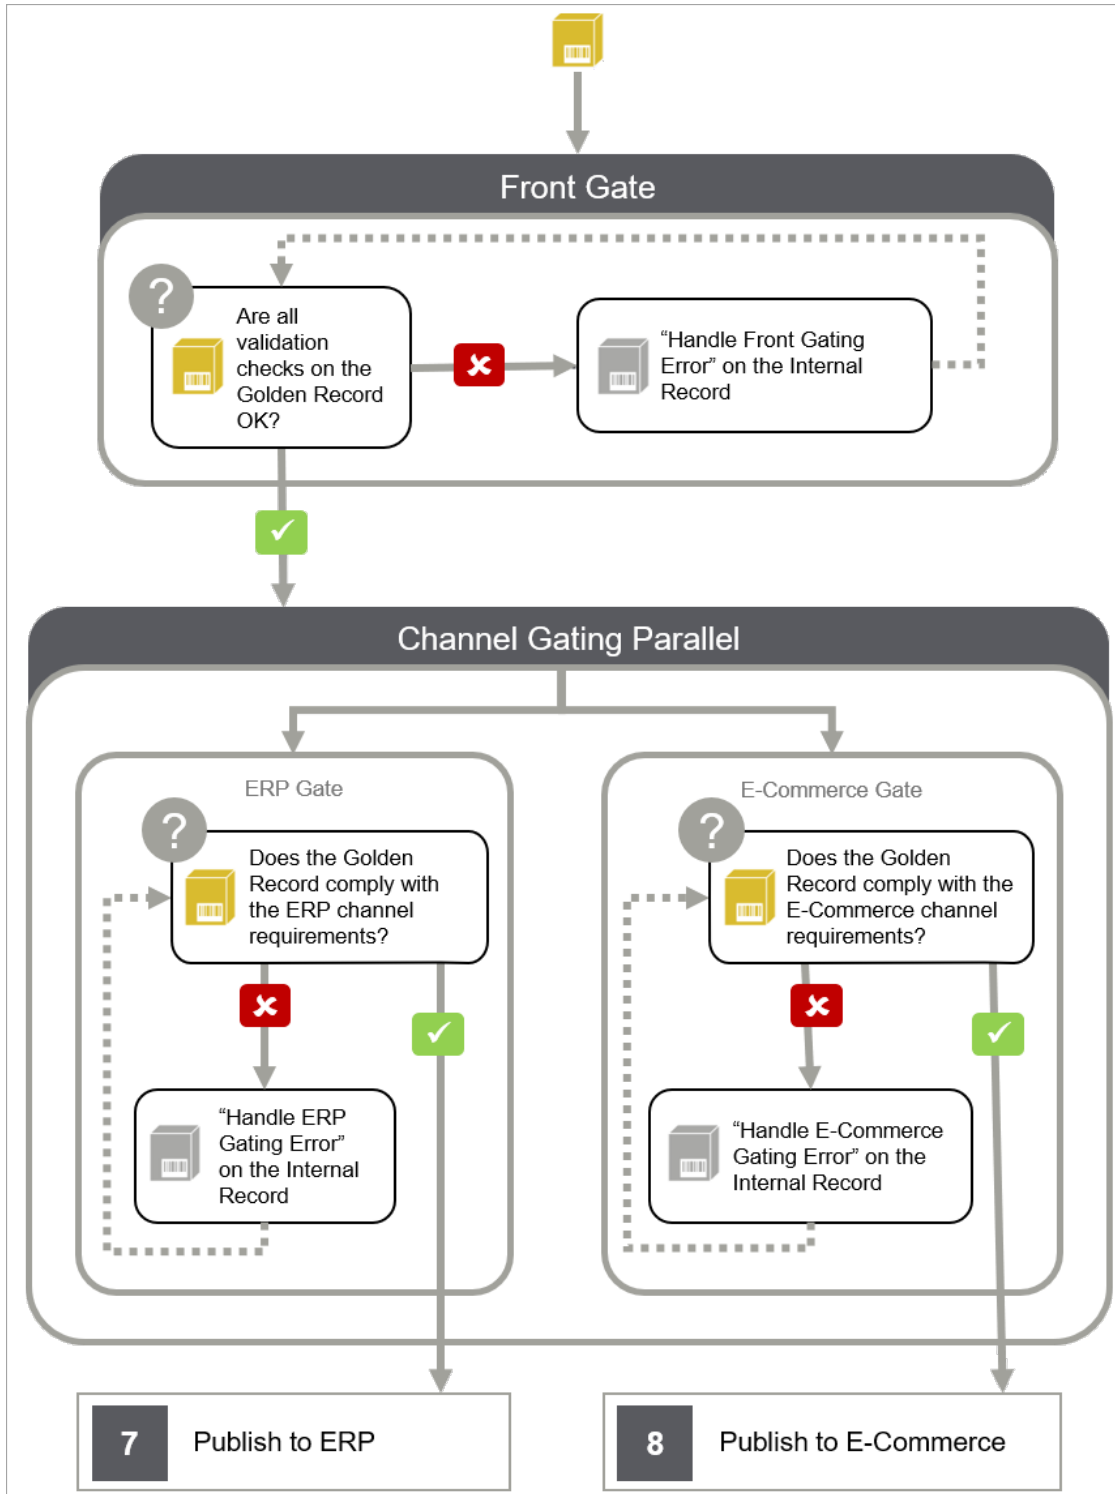 Front Gate
?
Are all
validation
checks on the
Golden Record
OK?
“Handle Front Gating
Error” on the Internal
Record
Channel Gating Parallel
ERP Gate
?
Does the Golden
Record comply with
the ERP channel
requirements?
“Handle ERP
Gating Error”
on the Internal
Record
E-Commerce Gate
?
Does the Golden
Record comply with the
E-Commerce channel
requirements?
“Handle E-Commerce
Gating Error” on the
Internal Record
7 Publish to ERP
8 Publish to E-Commerce